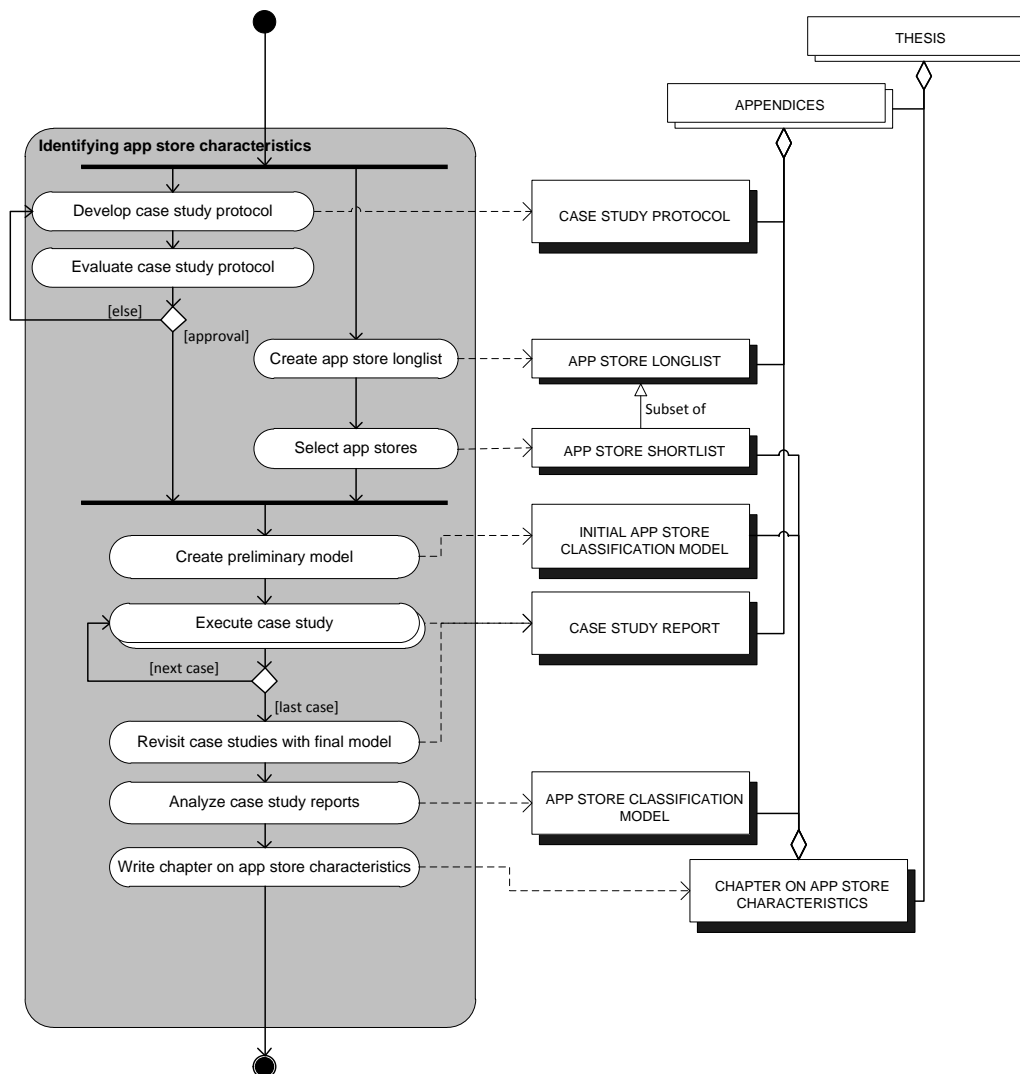 THESIS
APPENDICES
Identifying app store characteristics
Develop case study protocol
CASE STUDY PROTOCOL
Evaluate case study protocol
[else]
[approval]
Create app store longlist
APP STORE LONGLIST
Subset of
Select app stores
APP STORE SHORTLIST
Create preliminary model
INITIAL APP STORE
CLASSIFICATION MODEL
Execute case study
CASE STUDY REPORT
[next case]
[last case]
Revisit case studies with final model
Analyze case study reports
APP STORE CLASSIFICATION
MODEL
Write chapter on app store characteristics
CHAPTER ON APP STORE
CHARACTERISTICS